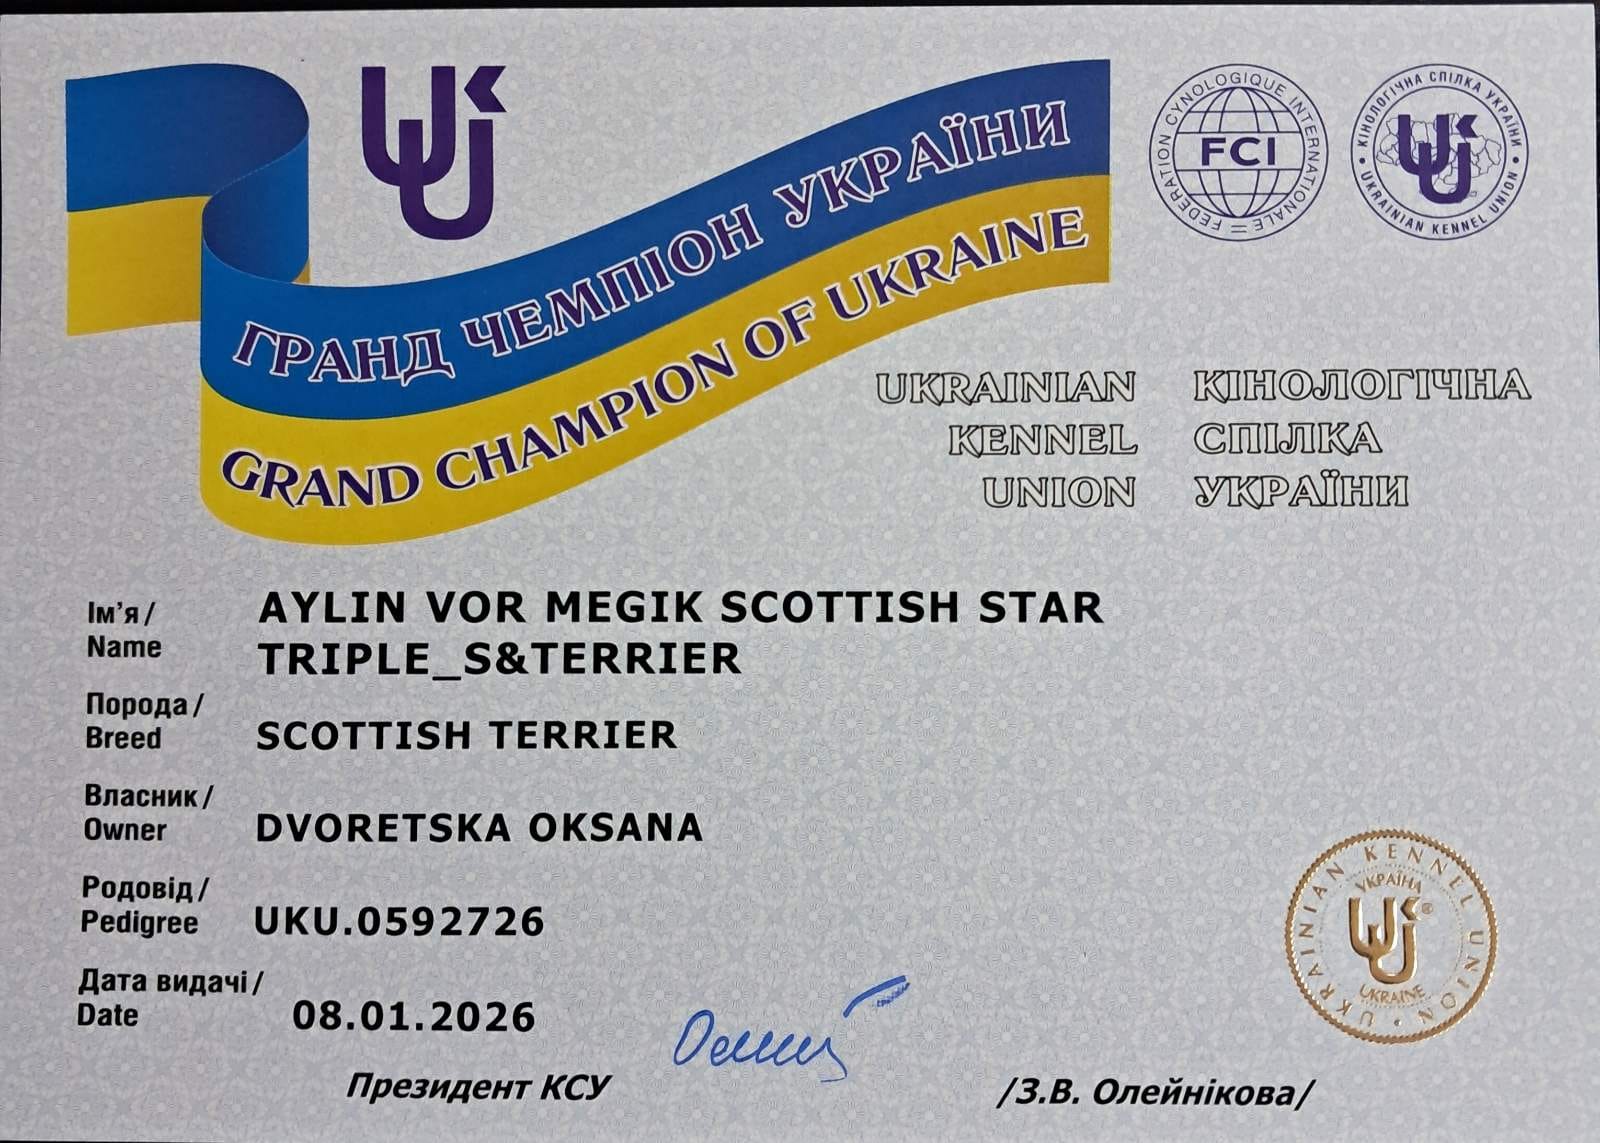 ГРАНД ЧЕМПІОН УКРАЇНИ
GRAND CHAMPION OF UKRAINE
FEDERATION CYNOLOGIQUE INTERNATIONALE
FCI
КІНОЛОГІЧНА СПІЛКА УКРАЇНИ
UKRAINIAN KENNEL UNION
UKRAINIAN
KENNEL
UNION
КІНОЛОГІЧНА
СПІЛКА
УКРАЇНИ
Ім'я/
Name
AYLIN VOR MEGIK SCOTTISH STAR
TRIPLE_S&TERRIER
Порода/
Breed
SCOTTISH TERRIER
Власник/
Owner
DVORETSKA OKSANA
Родовід/
Pedigree
UKU.0592726
Дата видачі/
Date
08.01.2026
UKRAINIAN KENNEL UNION
УКРАЇНА
UKRAINE
Президент КСУ
/З.В. Олейнікова/